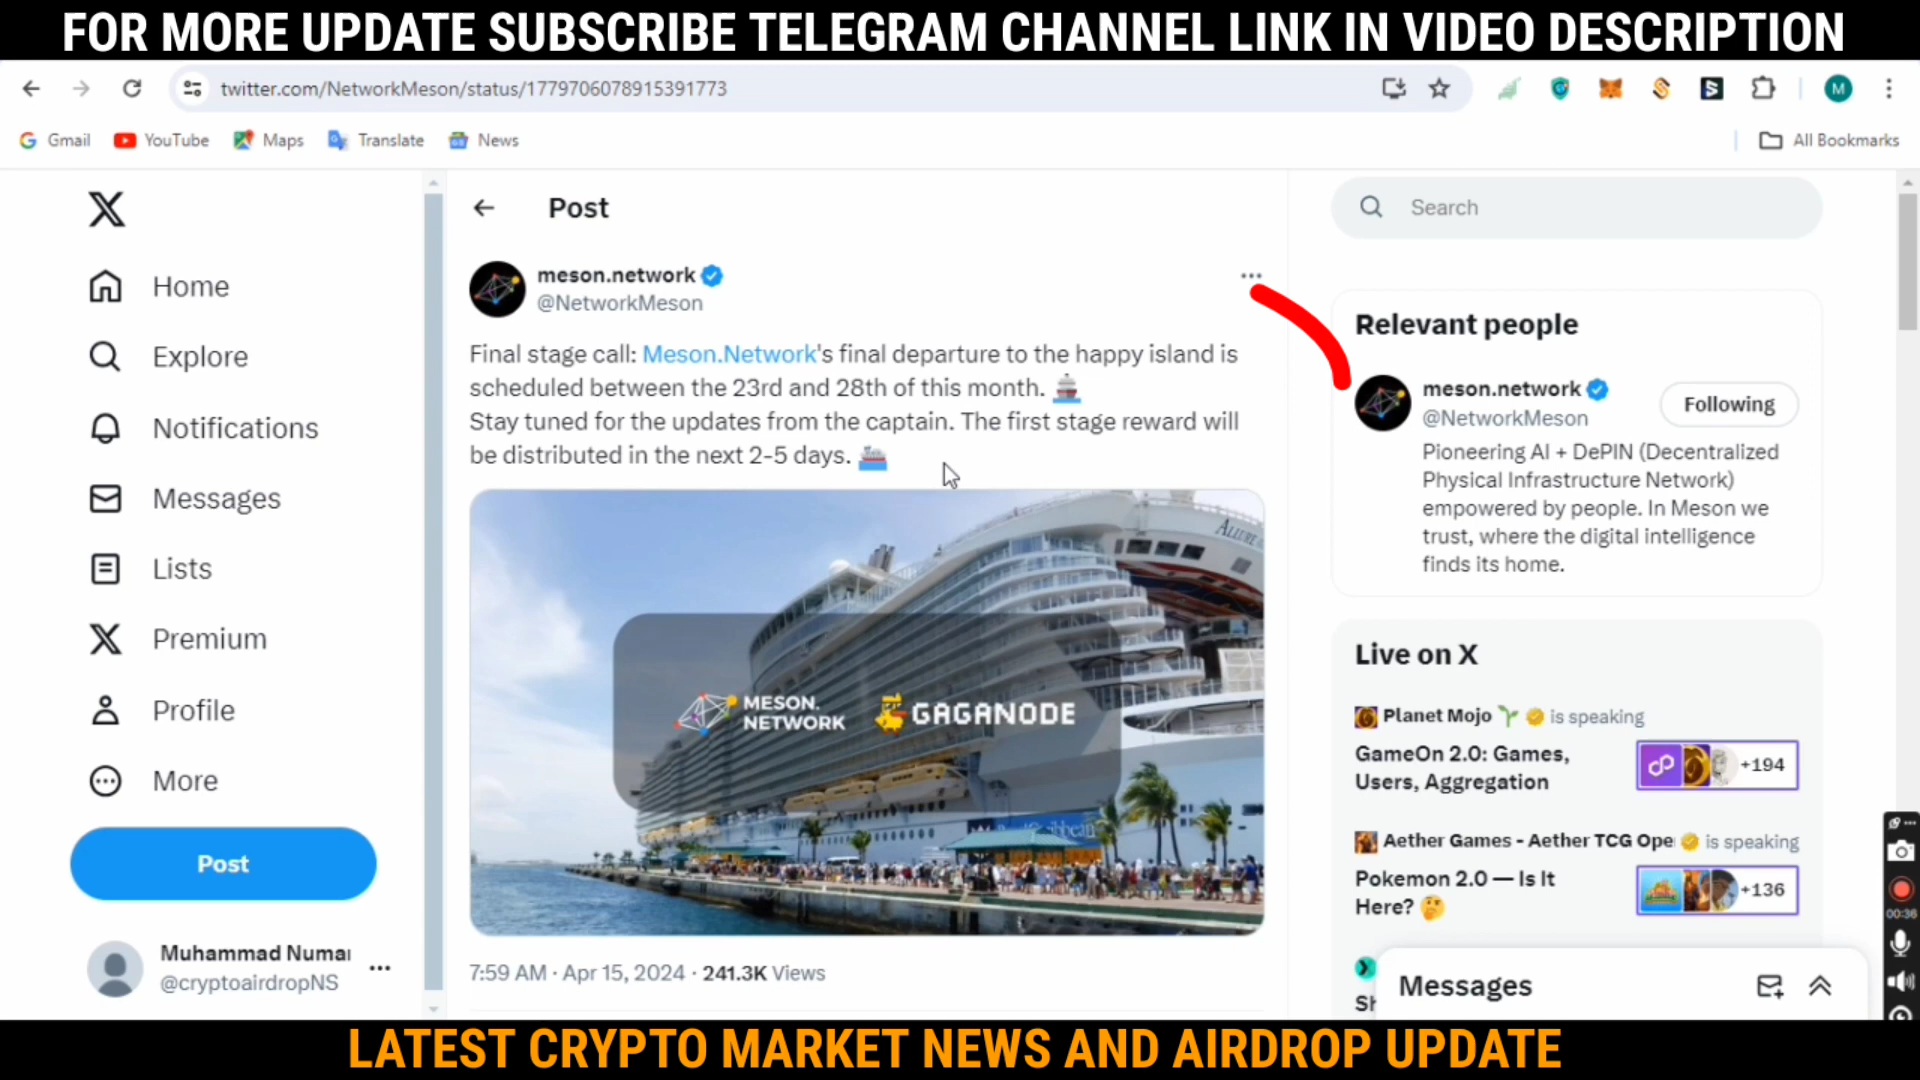 FOR MORE UPDATE SUBSCRIBE TELEGRAM CHANNEL LINK IN VIDEO DESCRIPTION
twitter.com/NetworkMeson/status/1779706078915391773
M
Gmail
YouTube
Maps
Translate
News
All Bookmarks
Home
Explore
Notifications
Messages
Lists
Premium
Profile
More
Post
Muhammad Numa
@cryptoairdropNS
Post
meson.network
@NetworkMeson
Final stage call: Meson.Network's final departure to the happy island is
scheduled between the 23rd and 28th of this month. 🚢
Stay tuned for the updates from the captain. The first stage reward will
be distributed in the next 2-5 days. 🛳️
ALLURE
MESON.
NETWORK
GAGANODE
Caribbean
7:59 AM · Apr 15, 2024 · 241.3K Views
Search
Relevant people
meson.network
@NetworkMeson
Following
Pioneering AI + DePIN (Decentralized
Physical Infrastructure Network)
empowered by people. In Meson we
trust, where the digital intelligence
finds its home.
Live on X
Planet Mojo 🌱 is speaking
GameOn 2.0: Games,
Users, Aggregation
+194
Aether Games - Aether TCG Ope is speaking
Pokemon 2.0 — Is It
Here? 🤔
+136
Sh
Messages
00:36
LATEST CRYPTO MARKET NEWS AND AIRDROP UPDATE